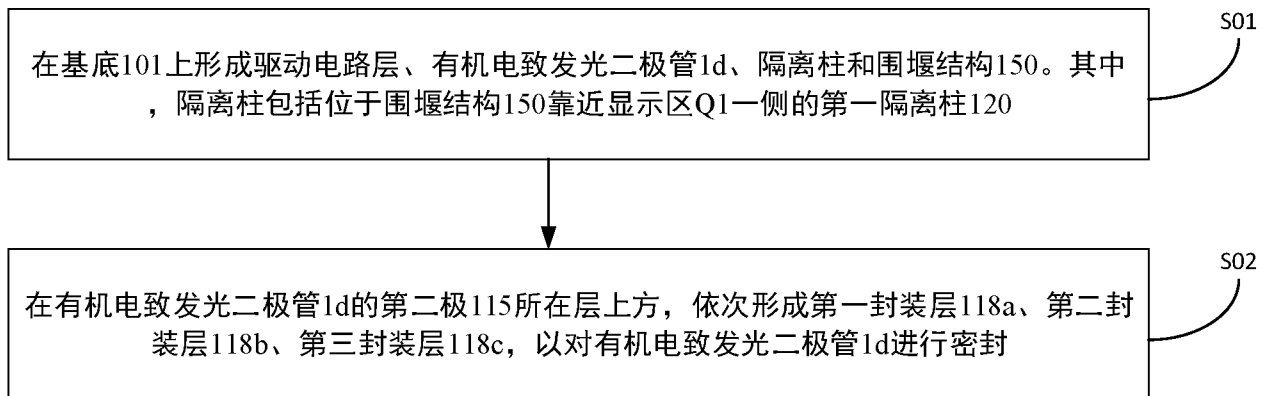 S01
在基底101上形成驱动电路层、有机电致发光二极管1d、隔离柱和围堰结构150。其中
，隔离柱包括位于围堰结构150靠近显示区Q1一侧的第一隔离柱120
S02
在有机电致发光二极管1d的第二极115所在层上方，依次形成第一封装层118a、第二封
装层118b、第三封装层118c，以对有机电致发光二极管1d进行密封